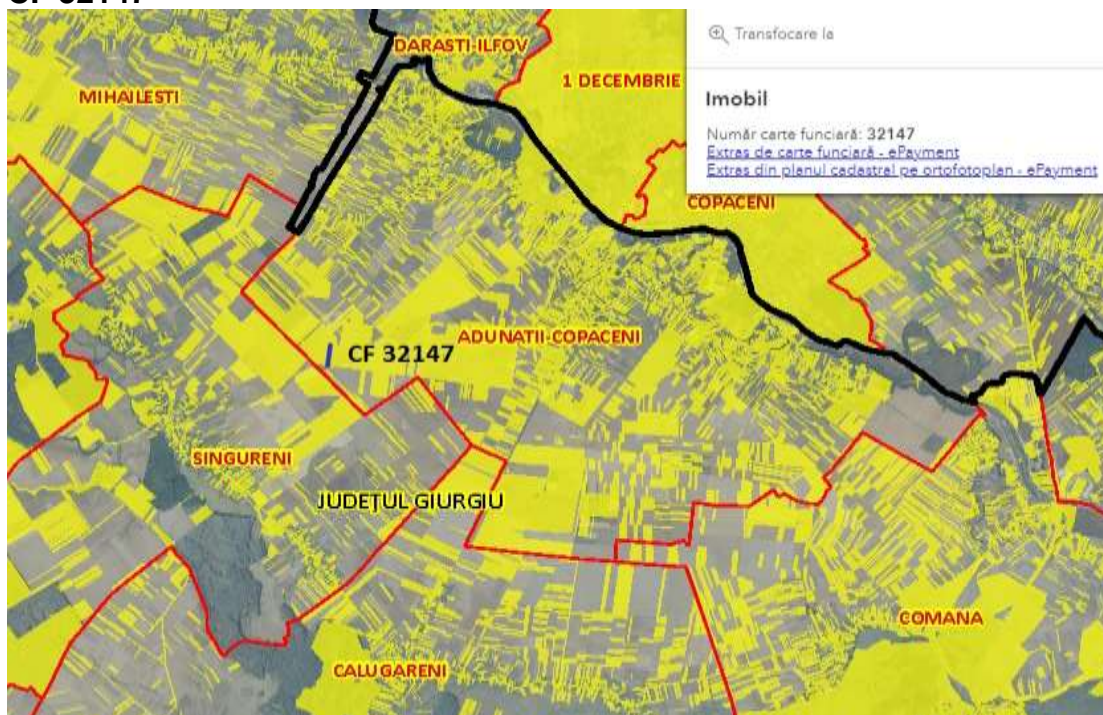 CF 32147
DARASTI-ILFOV
Transfocare la
1 DECEMBRIE
MIHAILESTI
Imobil
Număr carte funciară: 32147
Extras de carte funciară - ePayment
Extras din planul cadastral pe ortofotoplan - ePayment
COPACENI
ADUNATII-COPACENI
CF 32147
SINGURENI
JUDEȚUL GIURGIU
COMANA
CALUGARENI